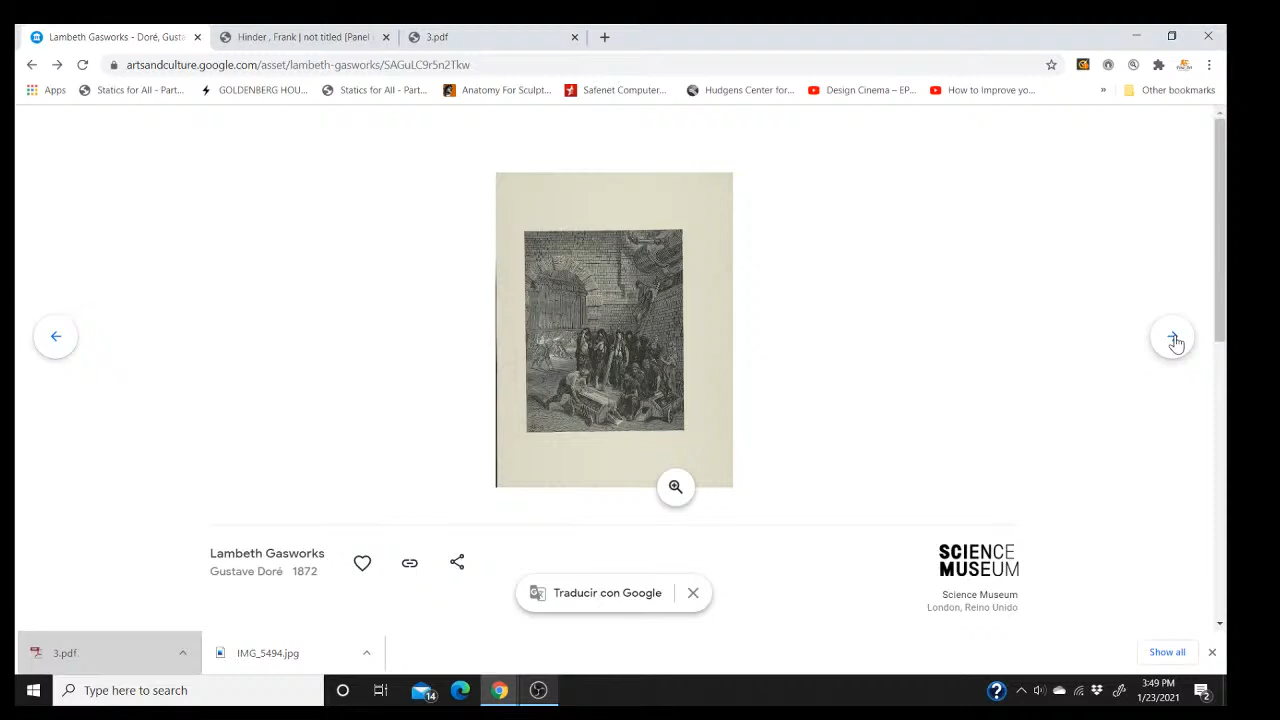 Lambeth Gasworks - Doré, Gusta
Hinder , Frank | not titled [Panel
3.pdf
artsandculture.google.com/asset/lambeth-gasworks/SAGuLC9r5n2Tkw
Apps
Statics for All - Part...
GOLDENBERG HOU...
Statics for All - Part...
Anatomy For Sculpt...
Safenet Computer...
Hudgens Center for...
Design Cinema – EP...
How to Improve yo...
»
Other bookmarks
Lambeth Gasworks
Gustave Doré 1872
SCIENCE
MUSEUM
Science Museum
London, Reino Unido
Traducir con Google
3.pdf
IMG_5494.jpg
Show all
Type here to search
14
3:49 PM
1/23/2021
2